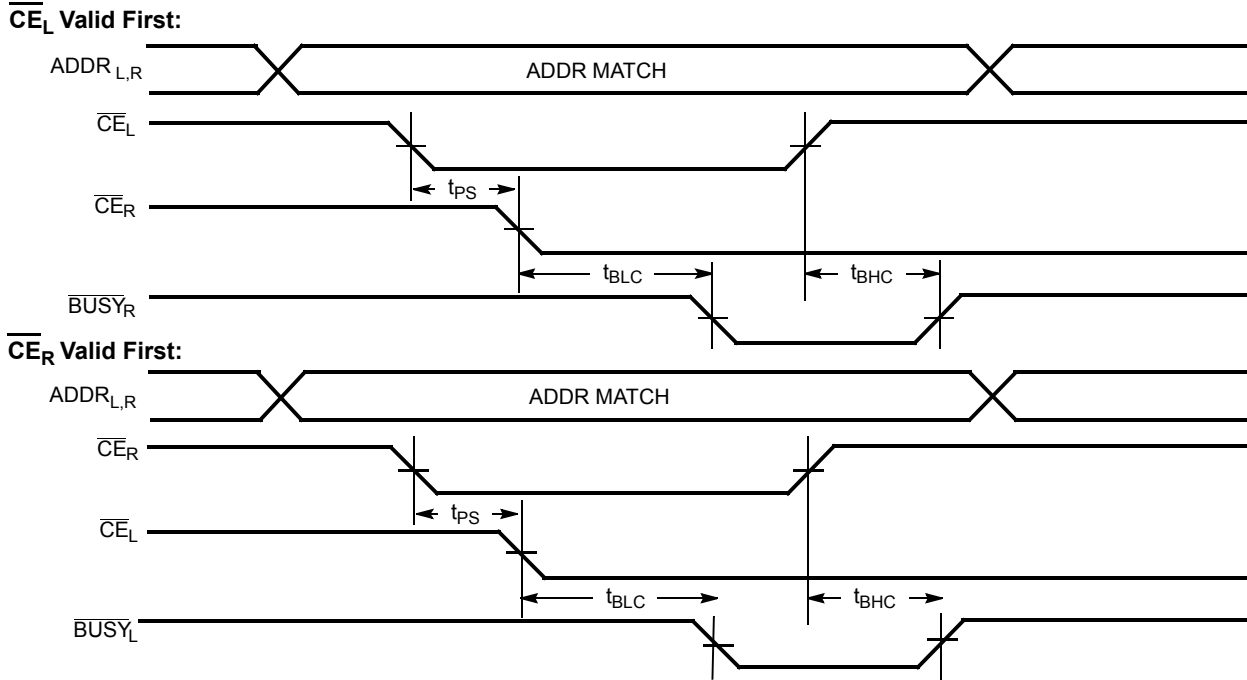 CE_L Valid First:
ADDR L,R
ADDR MATCH
CE_L
t_PS
CE_R
t_BLC
t_BHC
BUSY_R
CE_R Valid First:
ADDR_L,R
ADDR MATCH
CE_R
t_PS
CE_L
t_BLC
t_BHC
BUSY_L